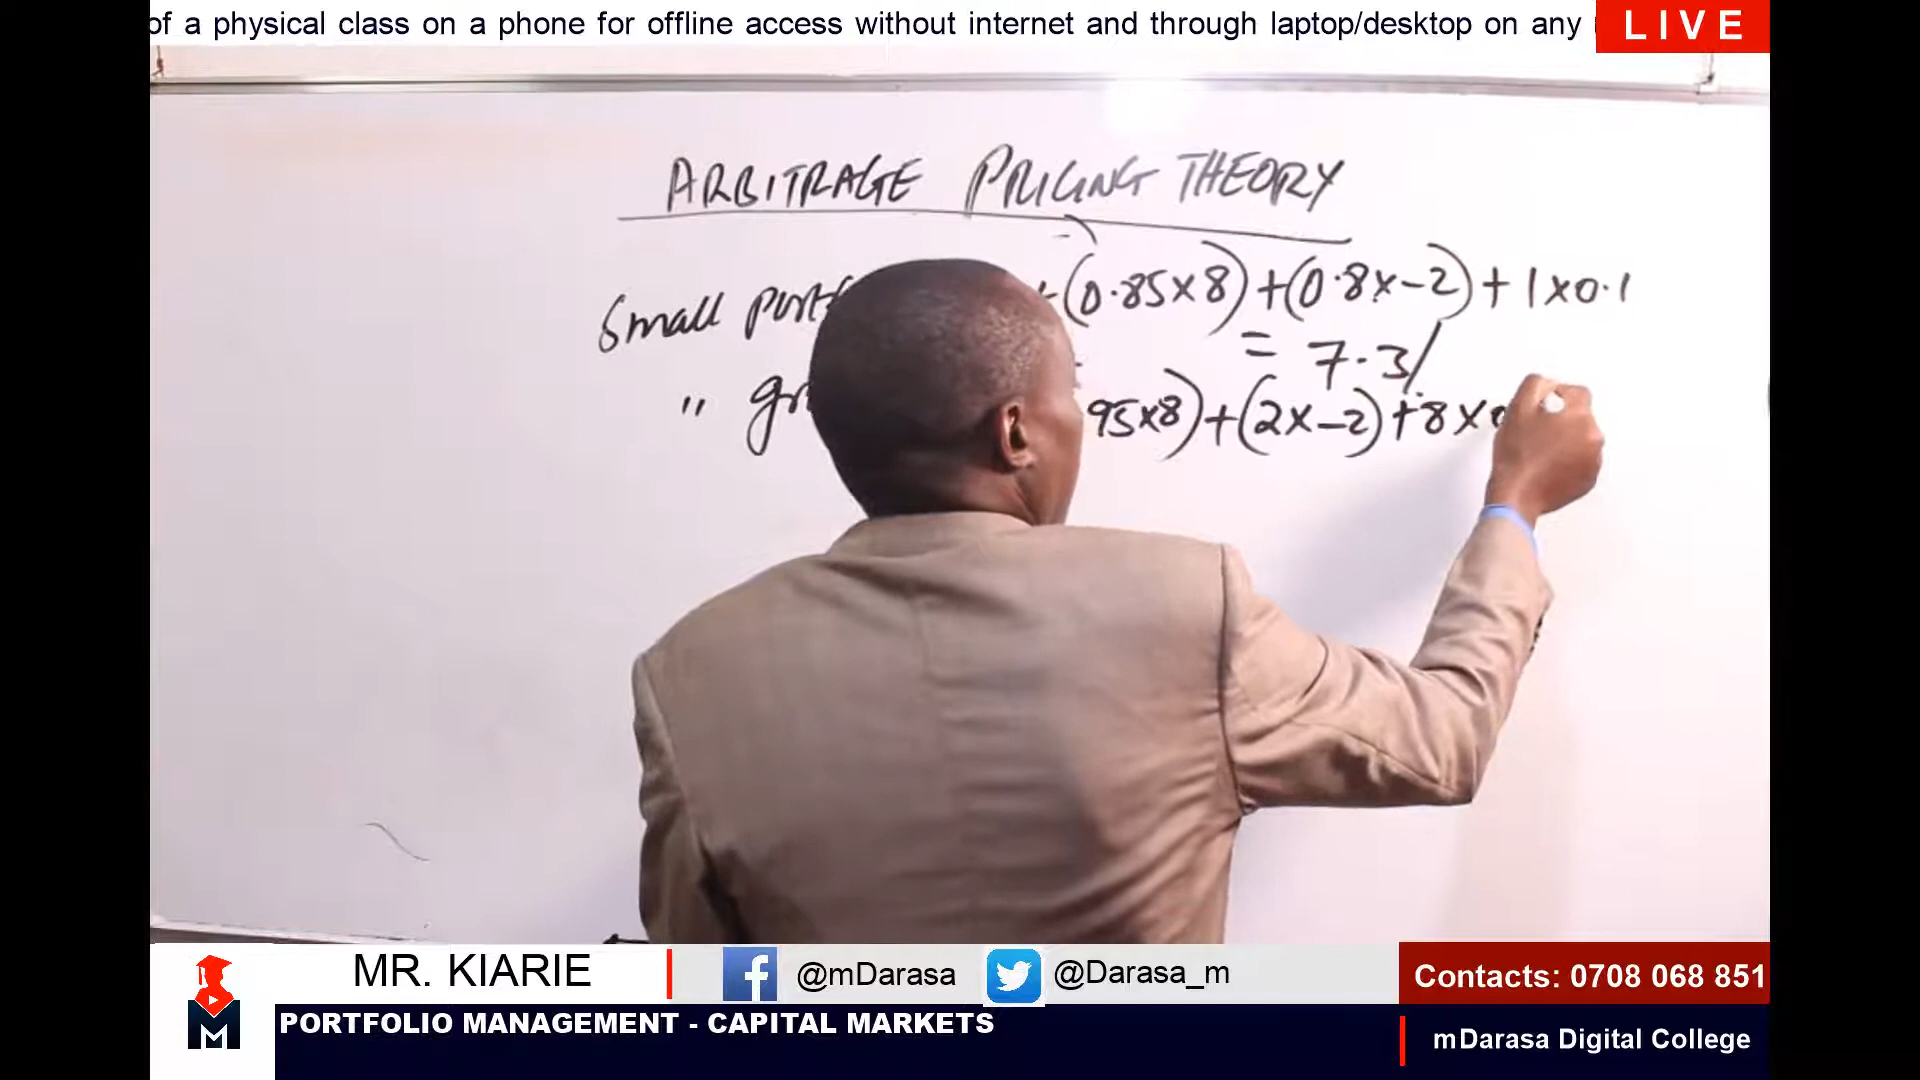 of a physical class on a phone for offline access without internet and through laptop/desktop on any
LIVE
ARBITRAGE PRICING THEORY
Small + (0.85x8) + (0.8x-2) + 1x0.1
= 7.3/
" 95x8) + (2x-2) + 8x
MR. KIARIE
@mDarasa
@Darasa_m
Contacts: 0708 068 851
M
PORTFOLIO MANAGEMENT - CAPITAL MARKETS
mDarasa Digital College